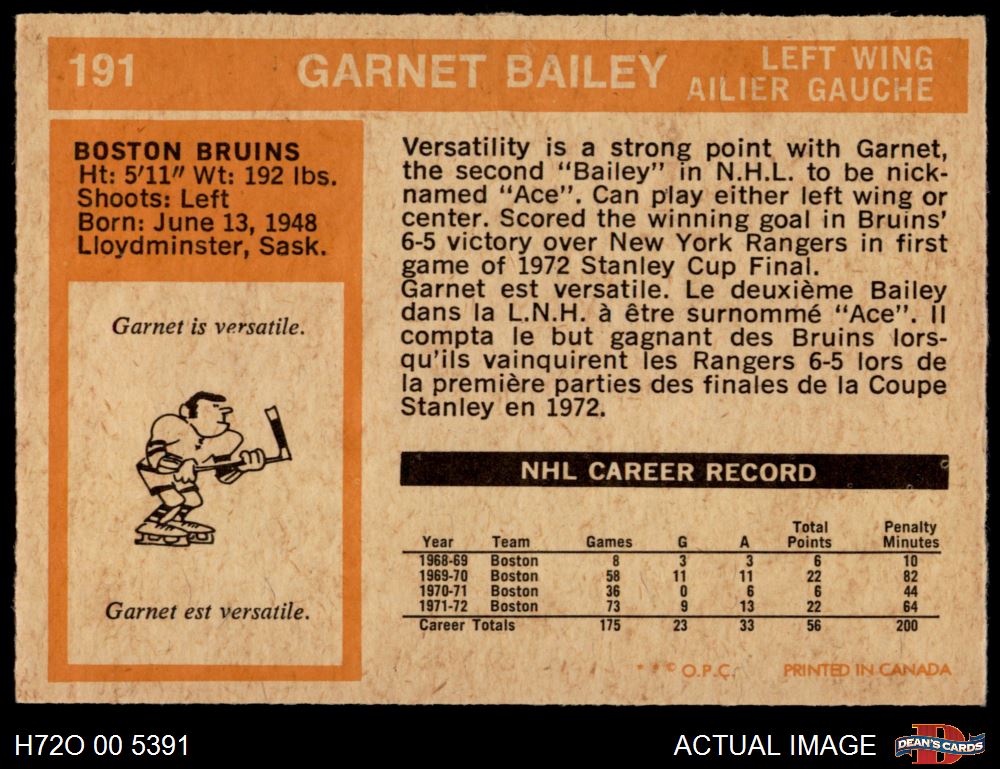 191
GARNET BAILEY
LEFT WING
AILIER GAUCHE
BOSTON BRUINS
Ht: 5'11" Wt: 192 lbs.
Shoots: Left
Born: June 13, 1948
Lloydminster, Sask.
Garnet is versatile.
Garnet est versatile.
Versatility is a strong point with Garnet,
the second "Bailey" in N.H.L. to be nick-
named "Ace". Can play either left wing or
center. Scored the winning goal in Bruins'
6-5 victory over New York Rangers in first
game of 1972 Stanley Cup Final.
Garnet est versatile. Le deuxième Bailey
dans la L.N.H. à être surnommé "Ace". Il
compta le but gagnant des Bruins lors-
qu'ils vainquirent les Rangers 6-5 lors de
la première parties des finales de la Coupe
Stanley en 1972.
NHL CAREER RECORD
Year Team Games G A Total Points Penalty Minutes
1968-69 Boston 8 3 3 6 10
1969-70 Boston 58 11 11 22 82
1970-71 Boston 36 0 6 6 44
1971-72 Boston 73 9 13 22 64
Career Totals 175 23 33 56 200
* * © O.P.C. PRINTED IN CANADA
H72O 00 5391
ACTUAL IMAGE
DEAN'S CARDS